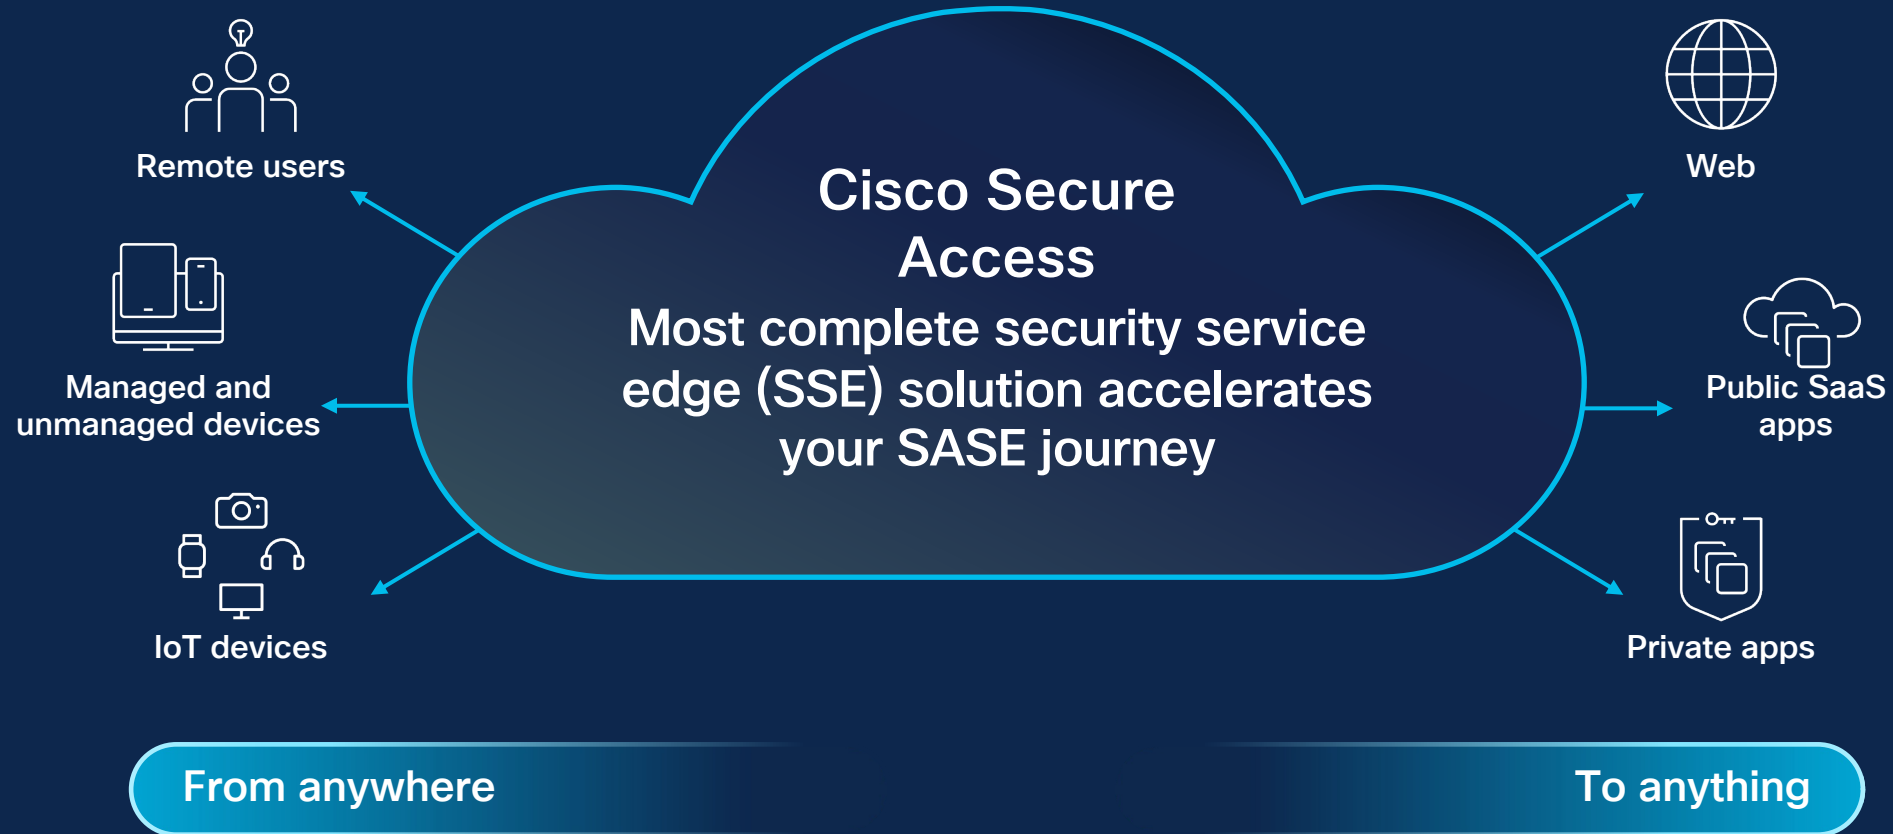 Remote users
Managed and
unmanaged devices
IoT devices
Cisco Secure
Access
Most complete security service
edge (SSE) solution accelerates
your SASE journey
Web
Public SaaS
apps
Private apps
From anywhere
To anything